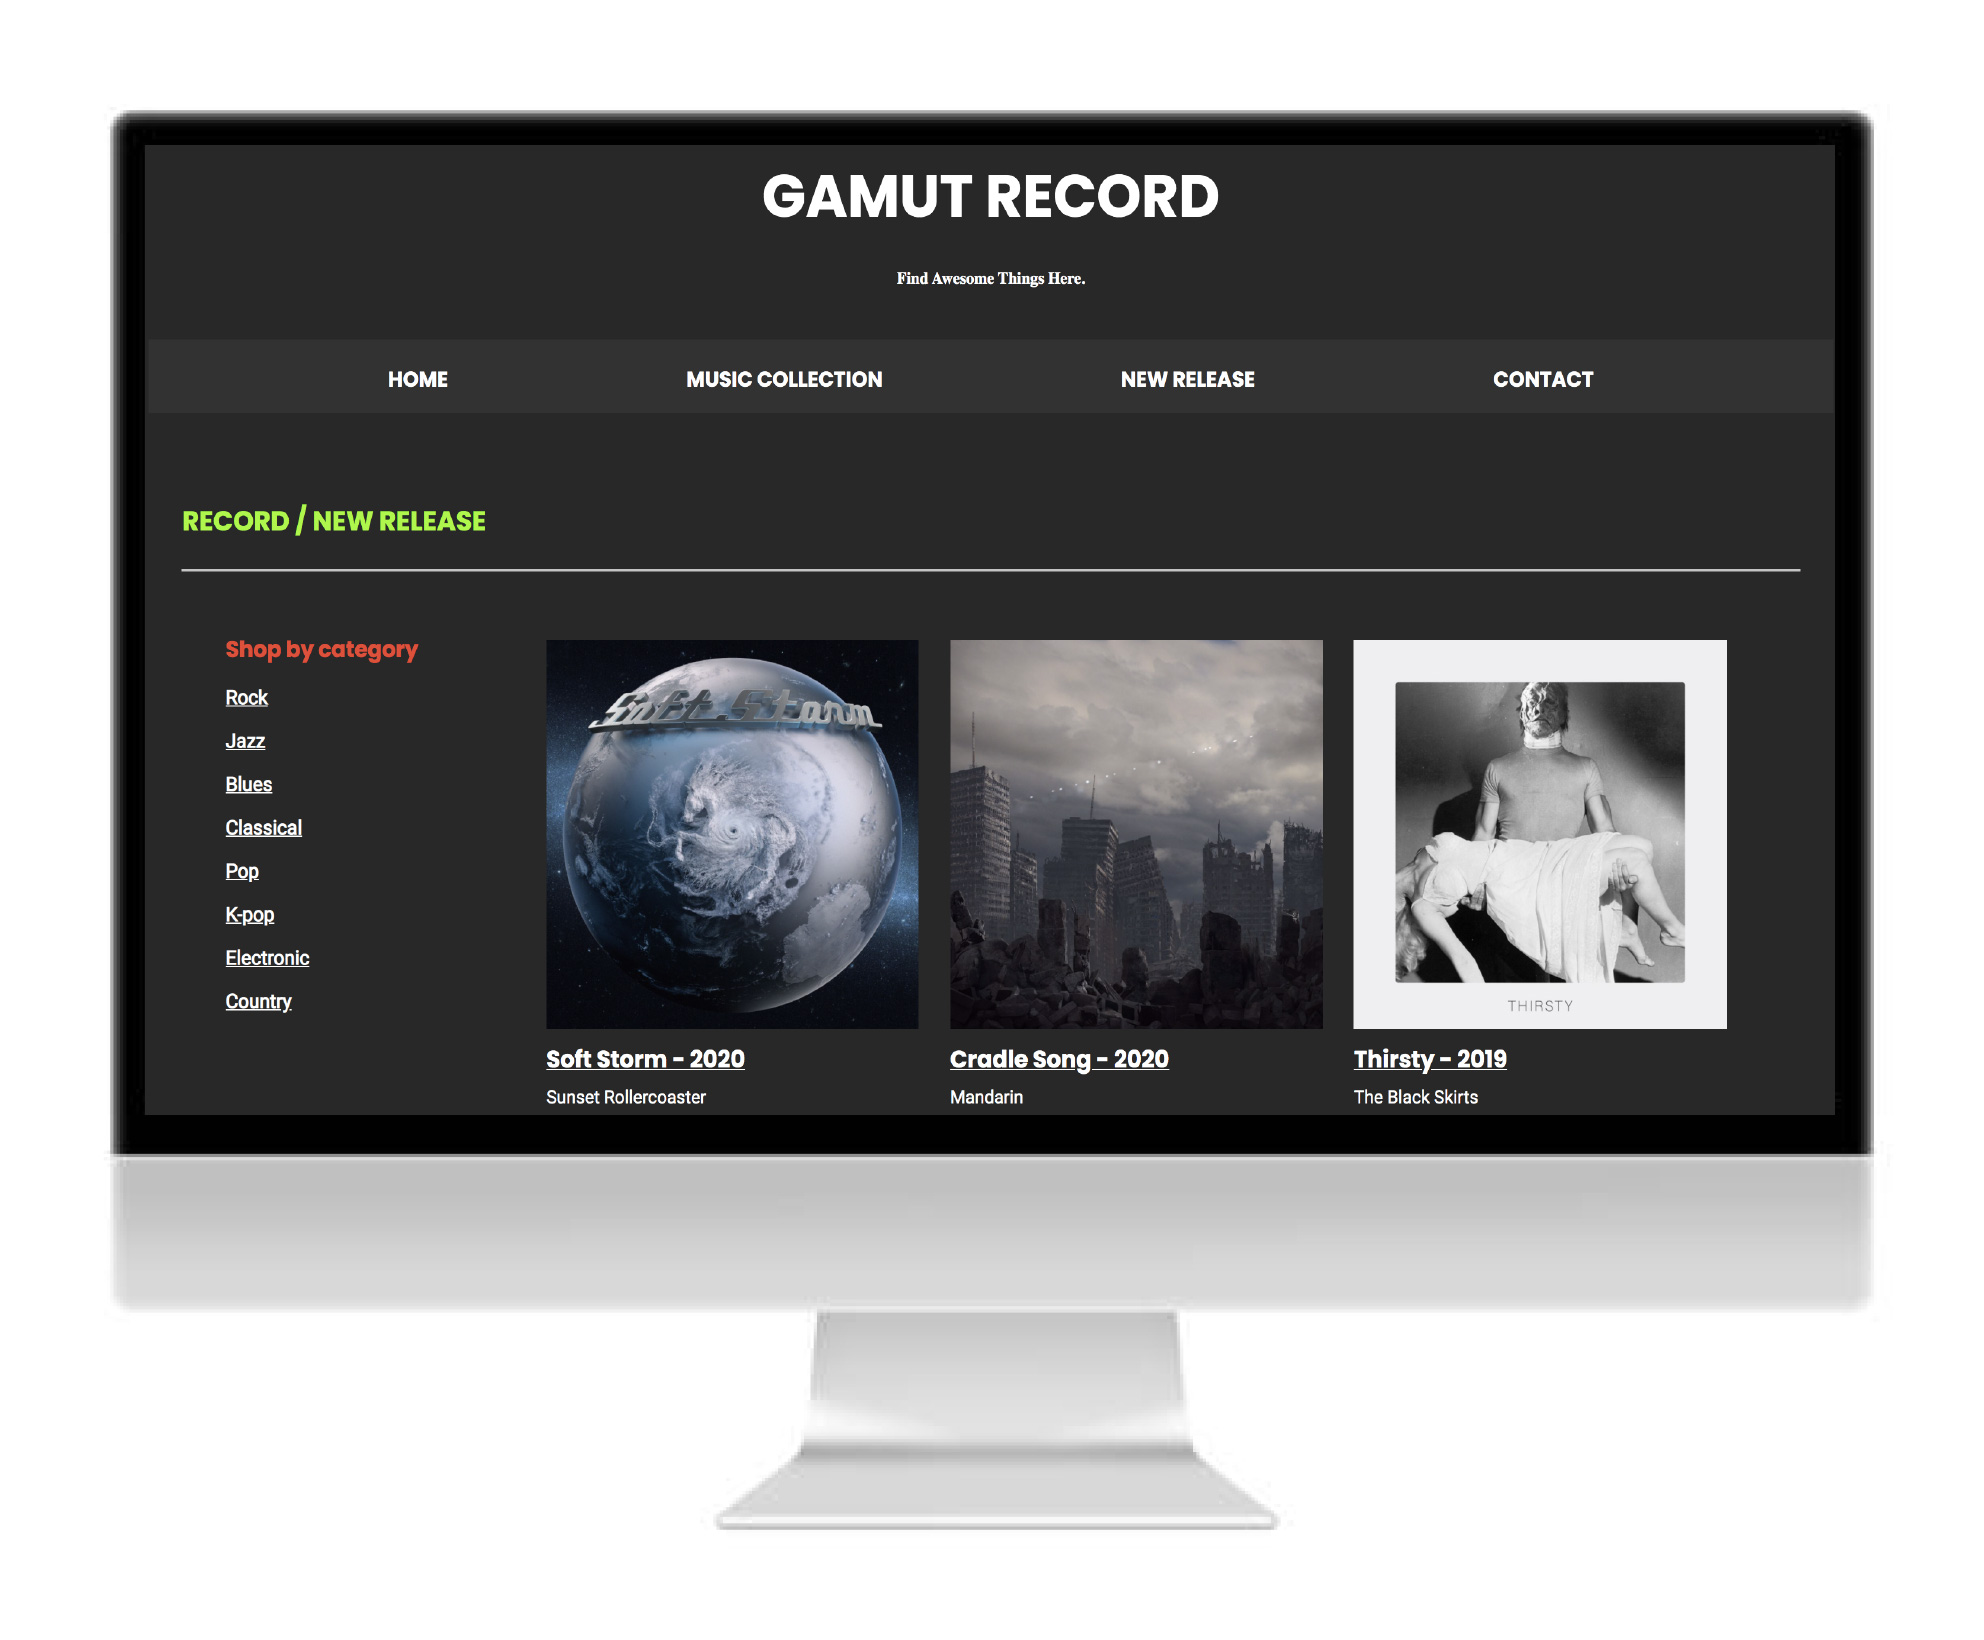 GAMUT RECORD
Find Awesome Things Here.
HOME MUSIC COLLECTION NEW RELEASE CONTACT
RECORD / NEW RELEASE
Shop by category
Rock
Jazz
Blues
Classical
Pop
K-pop
Electronic
Country
Soft Storm
Soft Storm - 2020
Sunset Rollercoaster
Cradle Song - 2020
Mandarin
THIRSTY
Thirsty - 2019
The Black Skirts